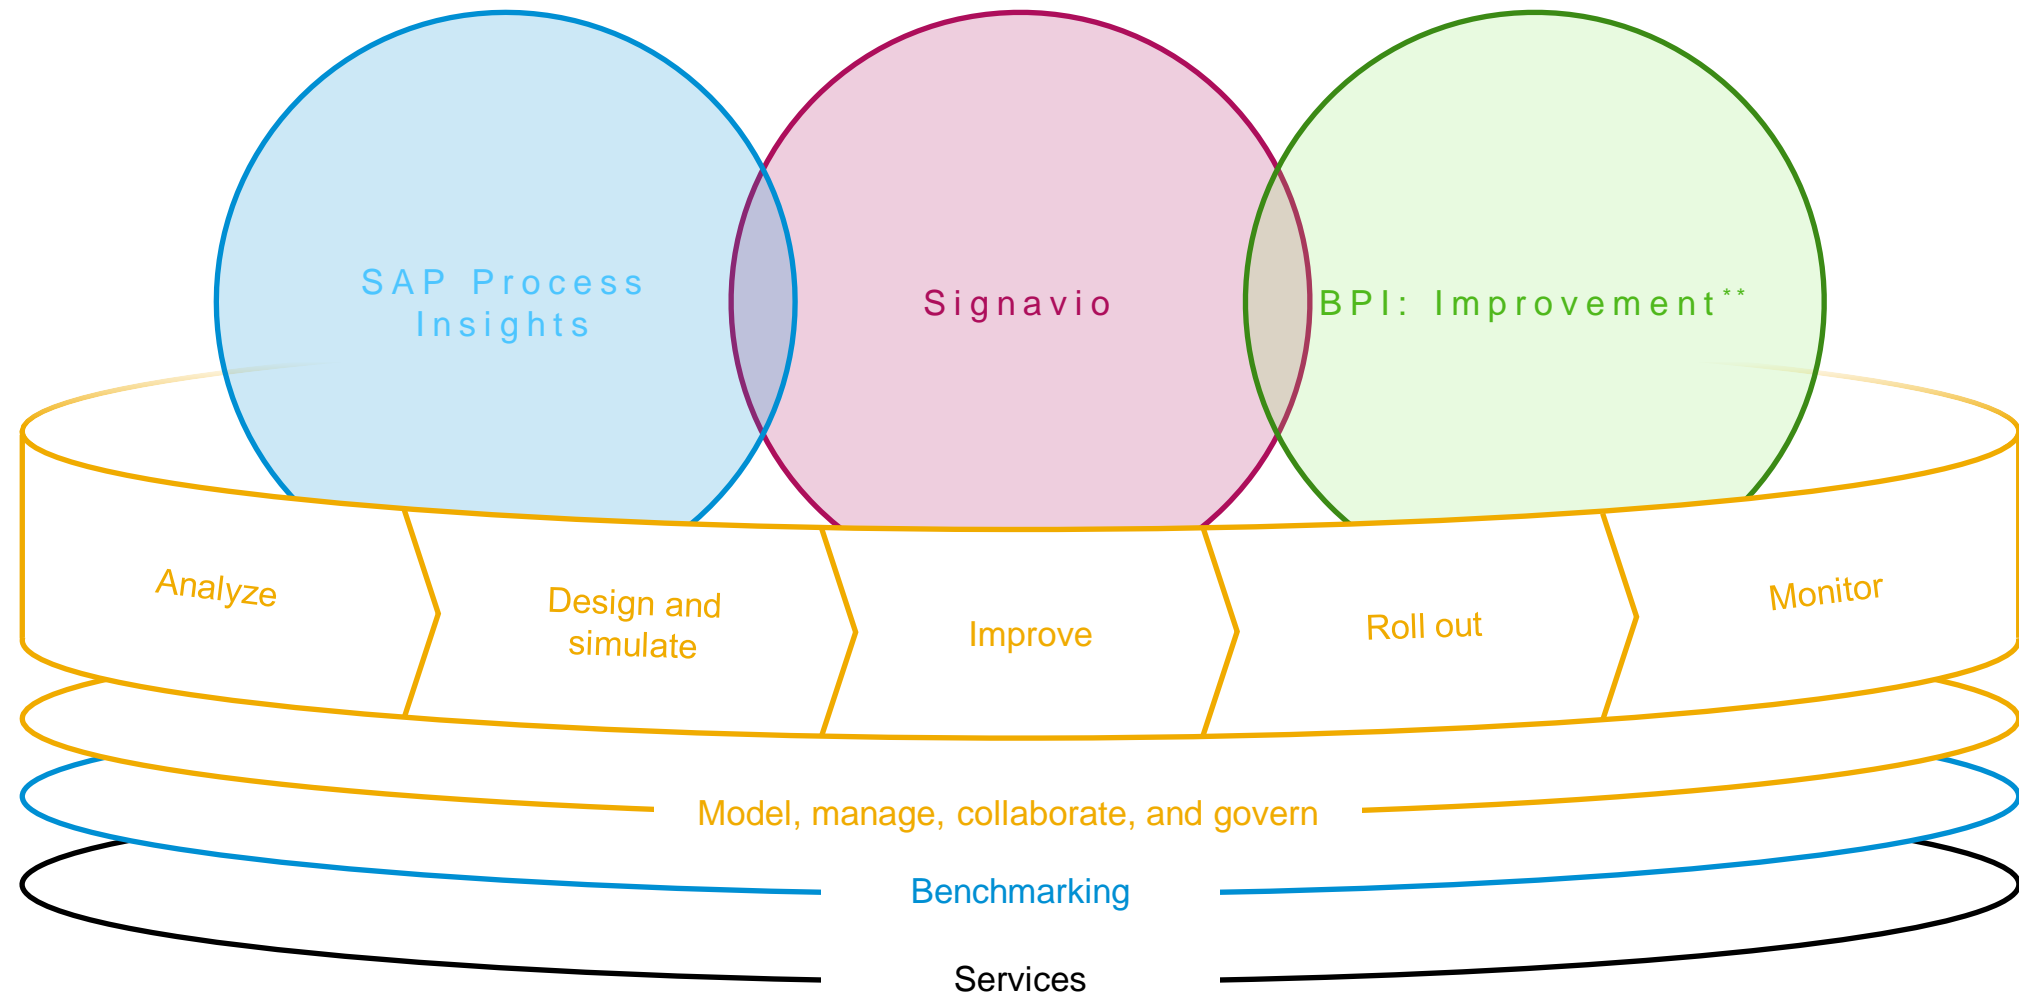 SAP Process
Insights
Signavio
BPI: Improvement**
Analyze
Design and
simulate
Improve
Roll out
Monitor
Model, manage, collaborate, and govern
Benchmarking
Services